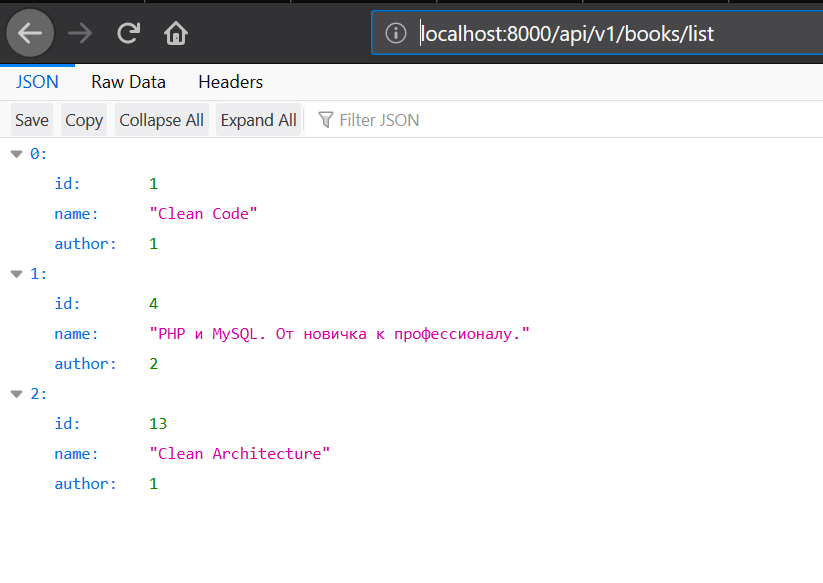 localhost:8000/api/v1/books/list
JSON Raw Data Headers
Save Copy Collapse All Expand All Filter JSON
0:
id: 1
name: "Clean Code"
author: 1
1:
id: 4
name: "PHP и MySQL. От новичка к профессионалу."
author: 2
2:
id: 13
name: "Clean Architecture"
author: 1